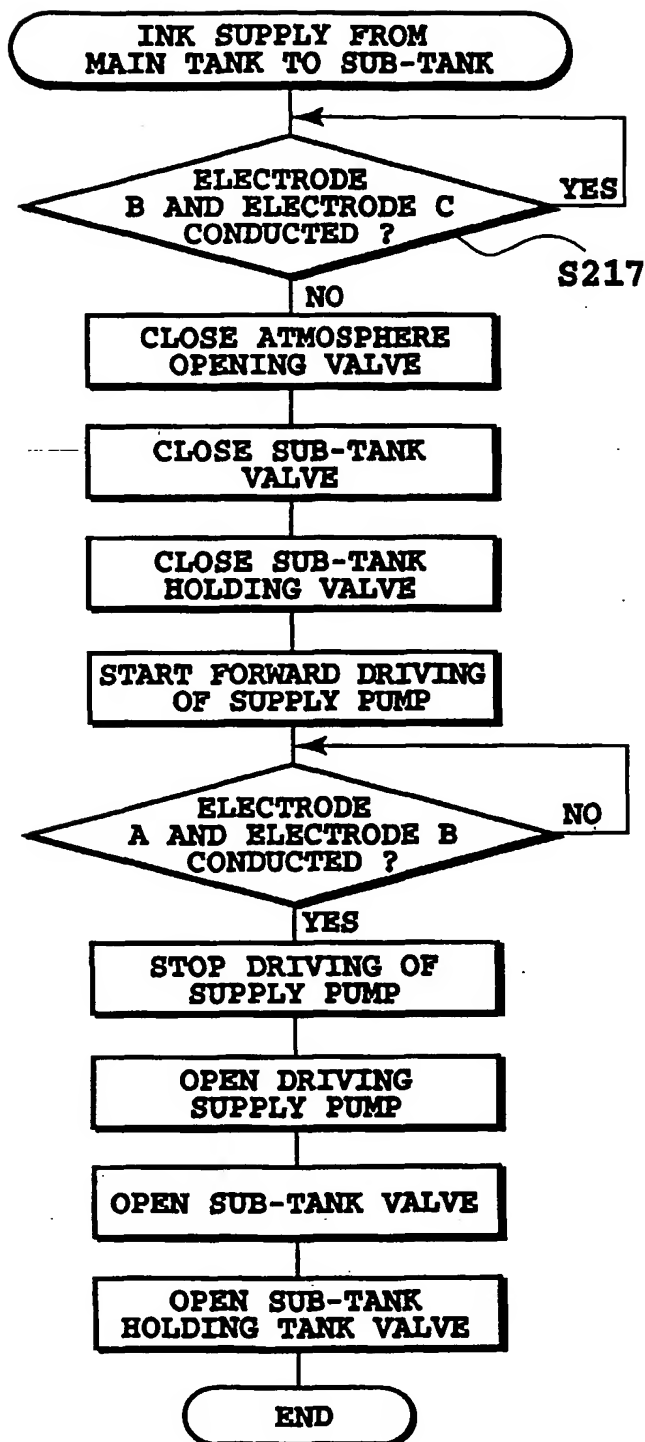 INK SUPPLY FROM
MAIN TANK TO SUB-TANK
ELECTRODE
B AND ELECTRODE C
CONDUCTED ?
YES
S217
NO
CLOSE ATMOSPHERE
OPENING VALVE
CLOSE SUB-TANK
VALVE
CLOSE SUB-TANK
HOLDING VALVE
START FORWARD DRIVING
OF SUPPLY PUMP
ELECTRODE
A AND ELECTRODE B
CONDUCTED ?
NO
YES
STOP DRIVING OF
SUPPLY PUMP
OPEN DRIVING
SUPPLY PUMP
OPEN SUB-TANK VALVE
OPEN SUB-TANK
HOLDING TANK VALVE
END